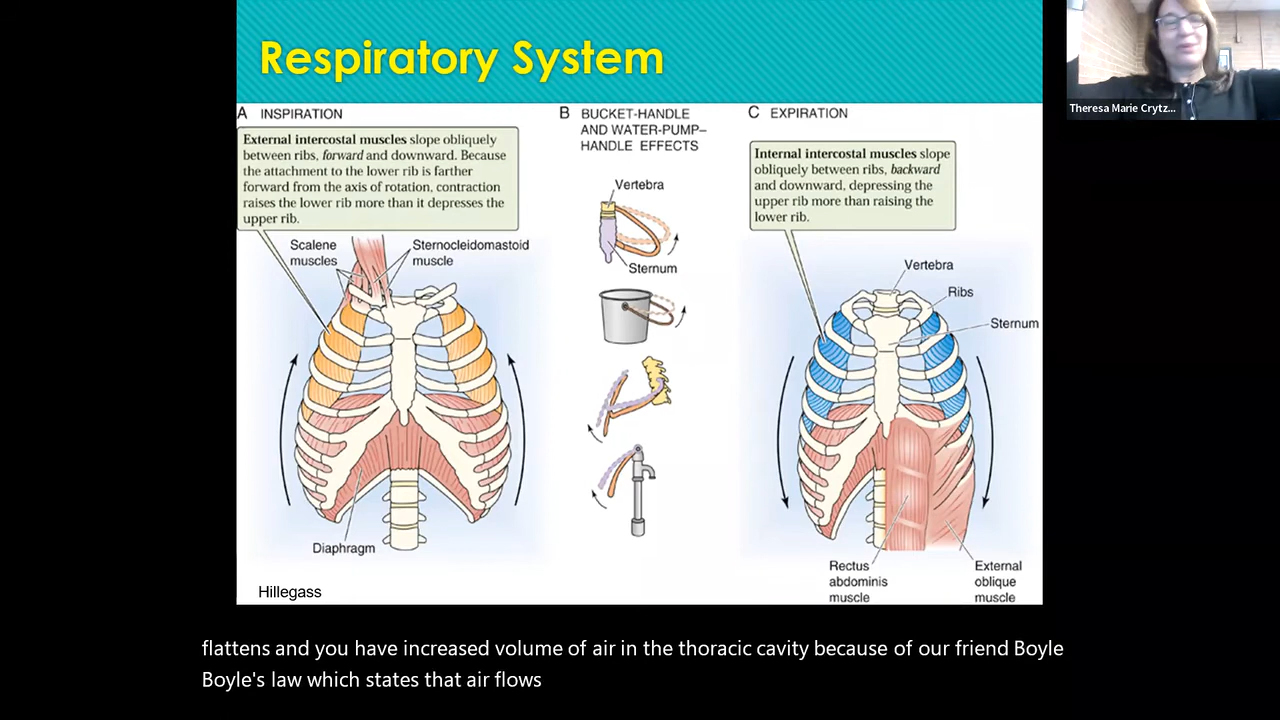 Respiratory System
A INSPIRATION
External intercostal muscles slope obliquely
between ribs, forward and downward. Because
the attachment to the lower rib is farther
forward from the axis of rotation, contraction
raises the lower rib more than it depresses the
upper rib.
Scalene
muscles
Sternocleidomastoid
muscle
Diaphragm
Hillegass
B BUCKET-HANDLE
AND WATER-PUMP–
HANDLE EFFECTS
Vertebra
Sternum
C EXPIRATION
Internal intercostal muscles slope
obliquely between ribs, backward
and downward, depressing the
upper rib more than raising the
lower rib.
Vertebra
Ribs
Sternum
Rectus
abdominis
muscle
External
oblique
muscle
Theresa Marie Crytz...
flattens and you have increased volume of air in the thoracic cavity because of our friend Boyle
Boyle's law which states that air flows